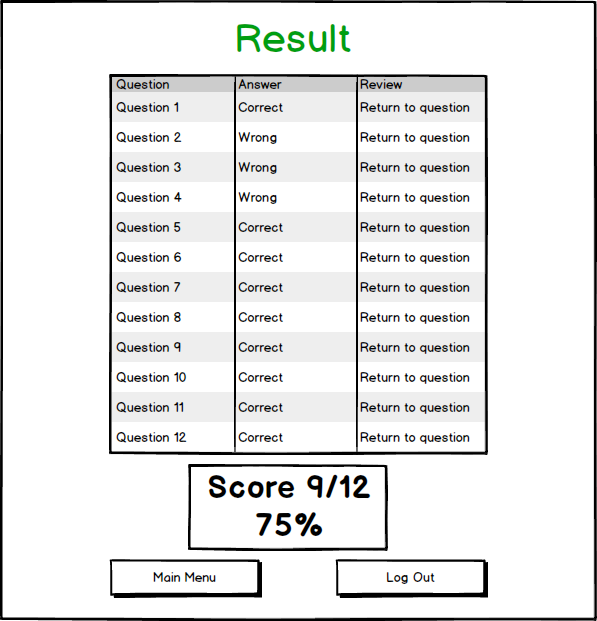 Result
Question Answer Review
Question 1 Correct Return to question
Question 2 Wrong Return to question
Question 3 Wrong Return to question
Question 4 Wrong Return to question
Question 5 Correct Return to question
Question 6 Correct Return to question
Question 7 Correct Return to question
Question 8 Correct Return to question
Question 9 Correct Return to question
Question 10 Correct Return to question
Question 11 Correct Return to question
Question 12 Correct Return to question
Score 9/12
75%
Main Menu Log Out